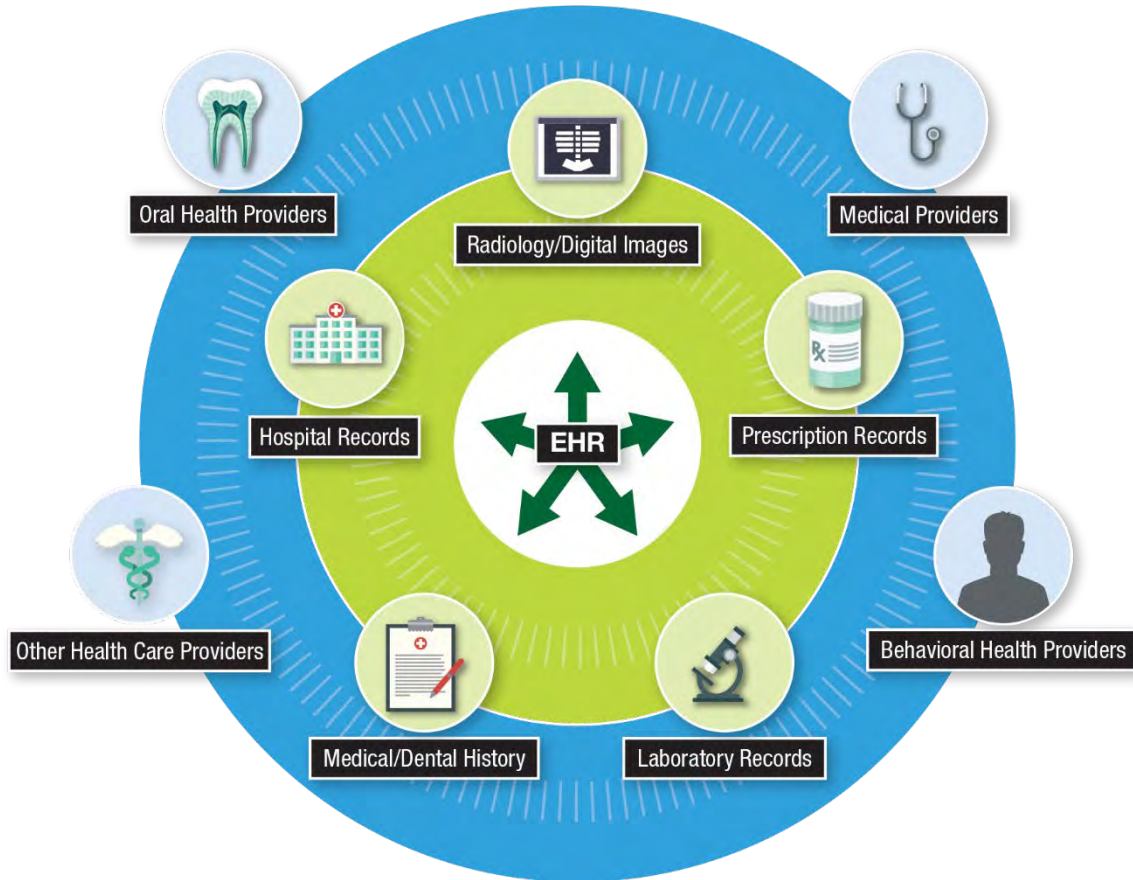 Oral Health Providers
Medical Providers
Radiology/Digital Images
Hospital Records
EHR
Rx
Prescription Records
Other Health Care Providers
Behavioral Health Providers
Medical/Dental History
Laboratory Records